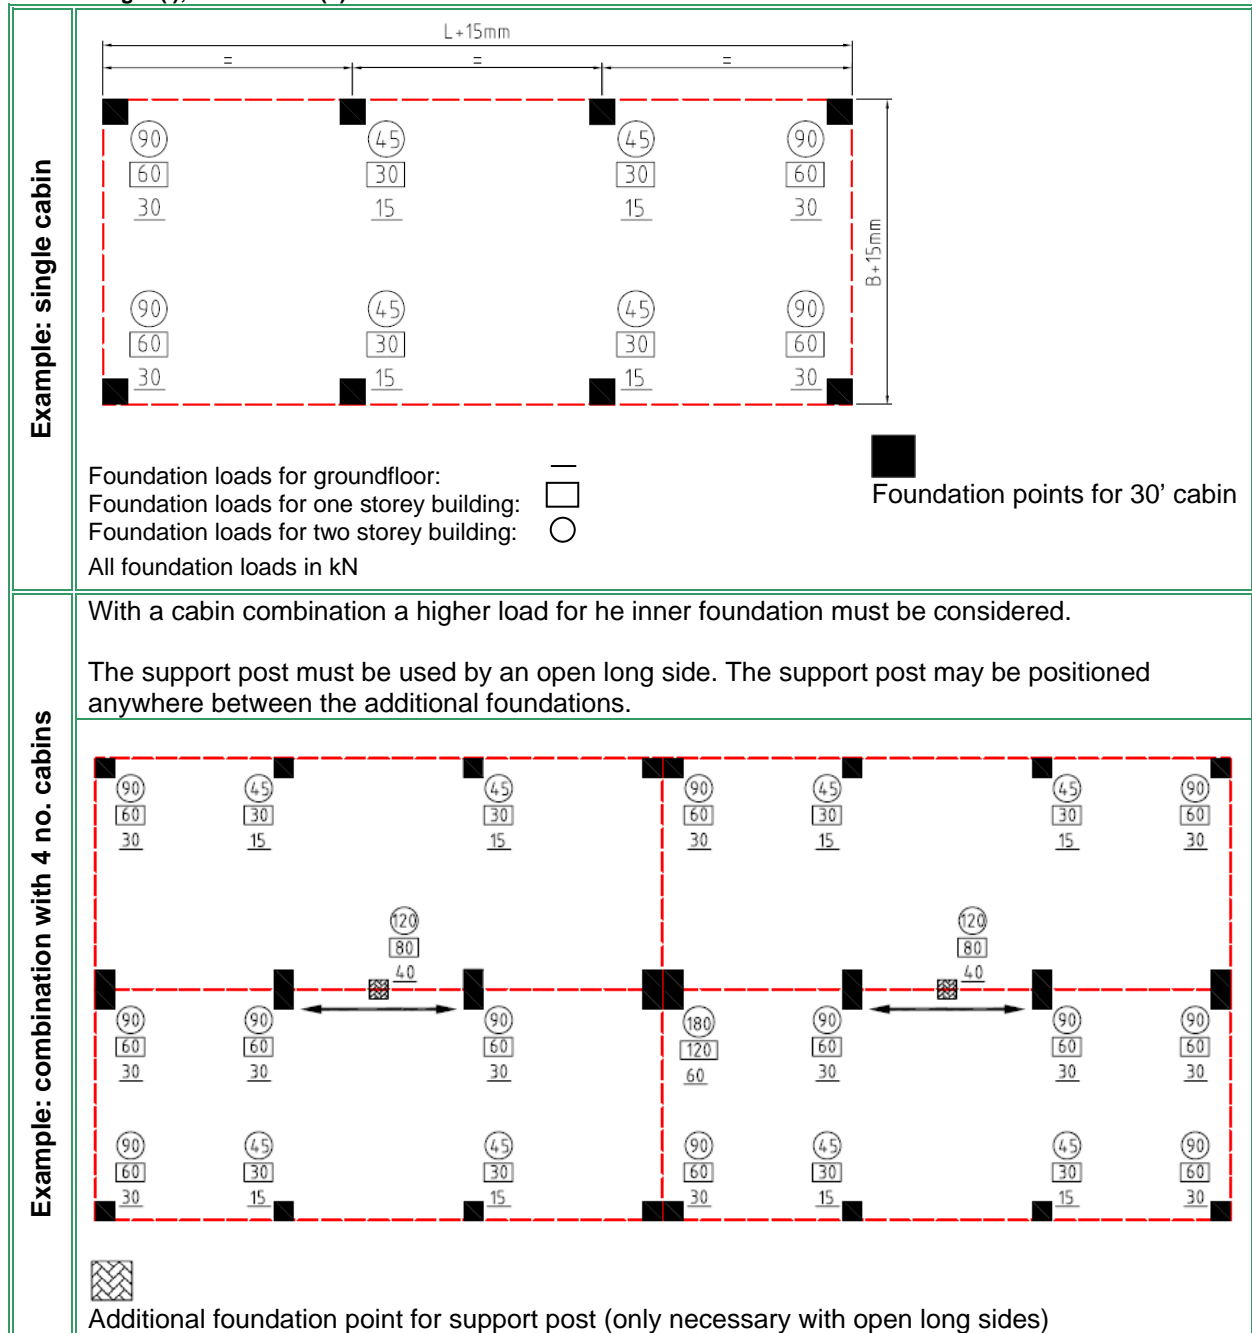 L+15mm
= = =
90 45 45 90
60 30 30 60
30 15 15 30
B+15mm
90 45 45 90
60 30 30 60
30 15 15 30
Example: single cabin
Foundation loads for groundfloor:
Foundation loads for one storey building:
Foundation loads for two storey building:
All foundation loads in kN
Foundation points for 30' cabin
With a cabin combination a higher load for he inner foundation must be considered.
The support post must be used by an open long side. The support post may be positioned
anywhere between the additional foundations.
Example: combination with 4 no. cabins
90 45 45 90 45 45 90
60 30 30 60 30 30 60
30 15 15 30 15 15 30
120 120
80 80
40 40
90 90 90 180 90 90 90
60 60 60 120 60 60 60
30 30 30 60 30 30 30
90 45 45 90 45 45 90
60 30 30 60 30 30 60
30 15 15 30 15 15 30
Additional foundation point for support post (only necessary with open long sides)